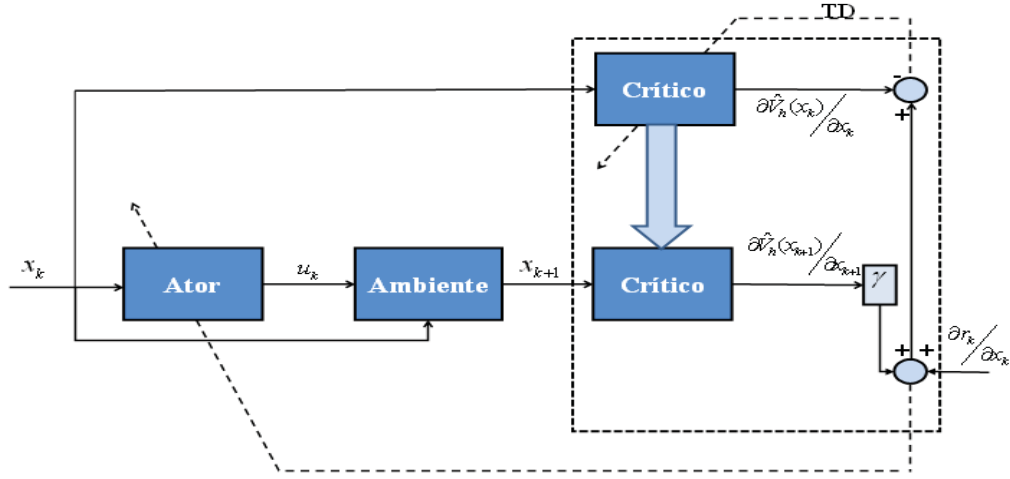 TD
Crítico
-
∂V̂ₕ(xₖ)/∂xₖ
+
xₖ
Ator
uₖ
Ambiente
xₖ₊₁
Crítico
∂V̂ₕ(xₖ₊₁)/∂xₖ₊₁
γ
+ +
∂rₖ/∂xₖ